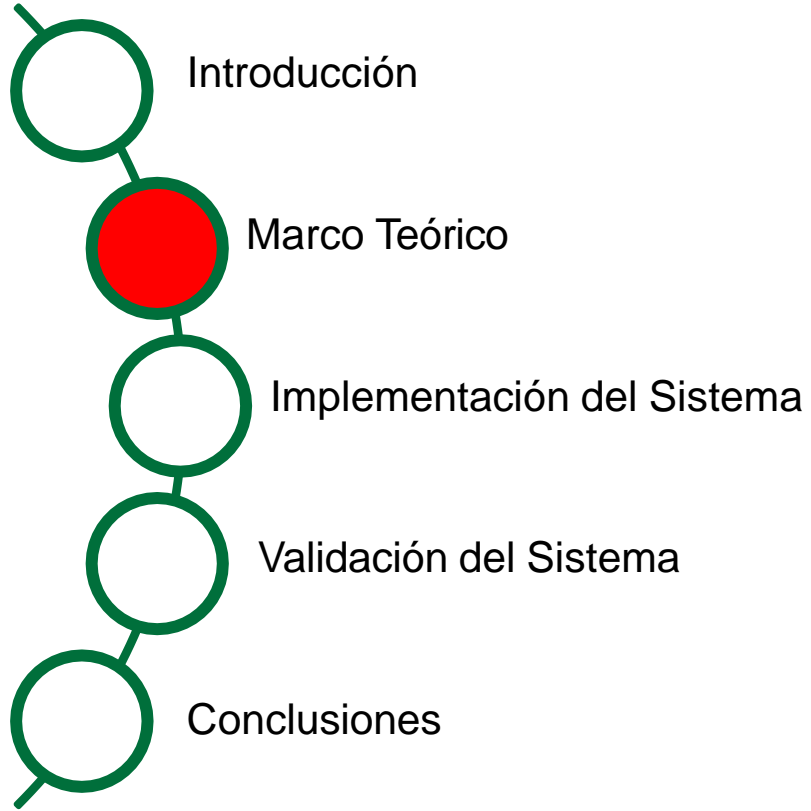 Introducción
Marco Teórico
Implementación del Sistema
Validación del Sistema
Conclusiones